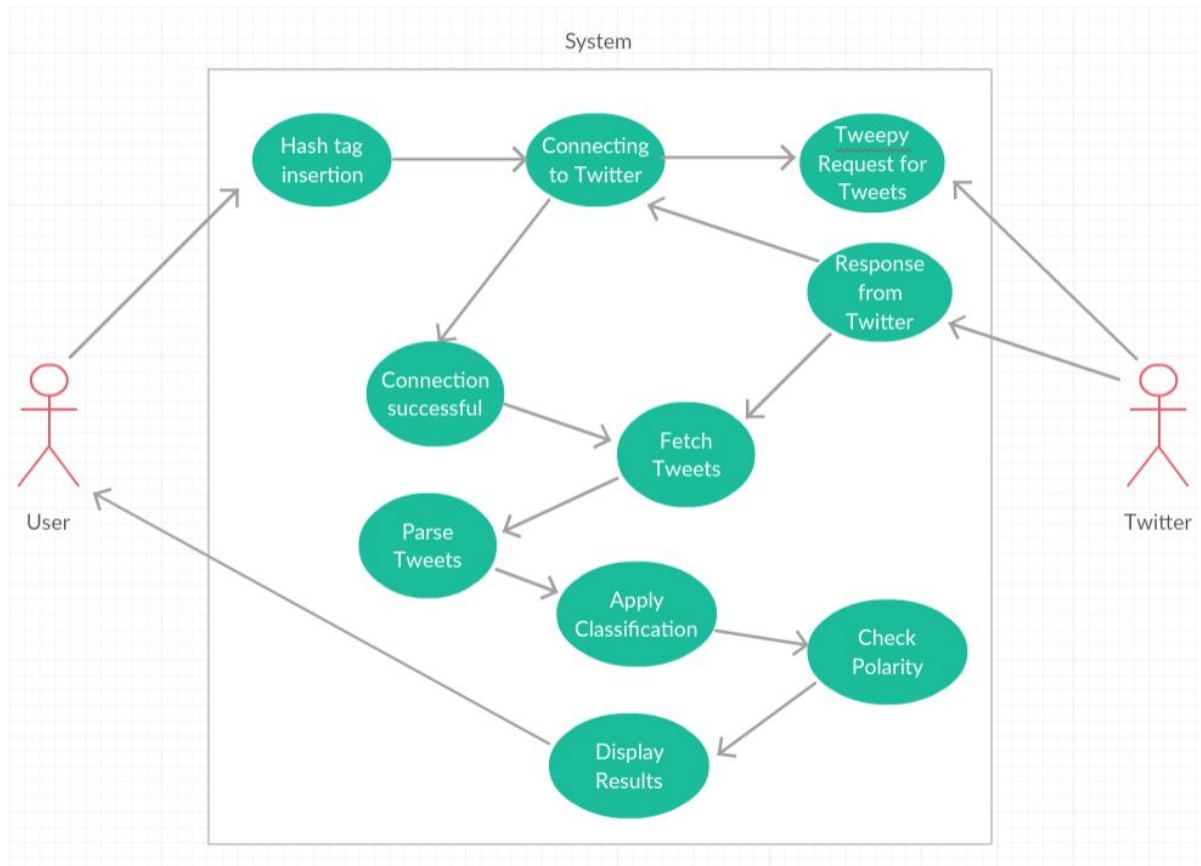 System
Hash tag
insertion
Connecting
to Twitter
Tweepy
Request for
Tweets
Response
from
Twitter
Connection
successful
Fetch
Tweets
User
Twitter
Parse
Tweets
Apply
Classification
Check
Polarity
Display
Results